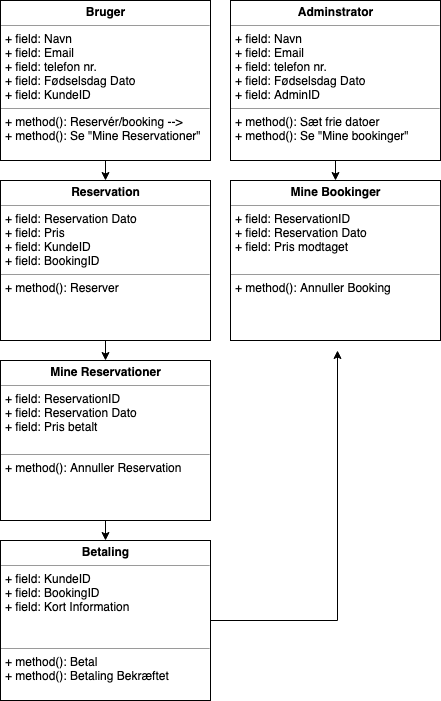 Bruger
+ field: Navn
+ field: Email
+ field: telefon nr.
+ field: Fødselsdag Dato
+ field: KundeID
+ method(): Reservér/booking -->
+ method(): Se "Mine Reservationer"
Adminstrator
+ field: Navn
+ field: Email
+ field: telefon nr.
+ field: Fødselsdag Dato
+ field: AdminID
+ method(): Sæt frie datoer
+ method(): Se "Mine bookinger"
Reservation
+ field: Reservation Dato
+ field: Pris
+ field: KundeID
+ field: BookingID
+ method(): Reserver
Mine Bookinger
+ field: ReservationID
+ field: Reservation Dato
+ field: Pris modtaget
+ method(): Annuller Booking
Mine Reservationer
+ field: ReservationID
+ field: Reservation Dato
+ field: Pris betalt
+ method(): Annuller Reservation
Betaling
+ field: KundeID
+ field: BookingID
+ field: Kort Information
+ method(): Betal
+ method(): Betaling Bekræftet